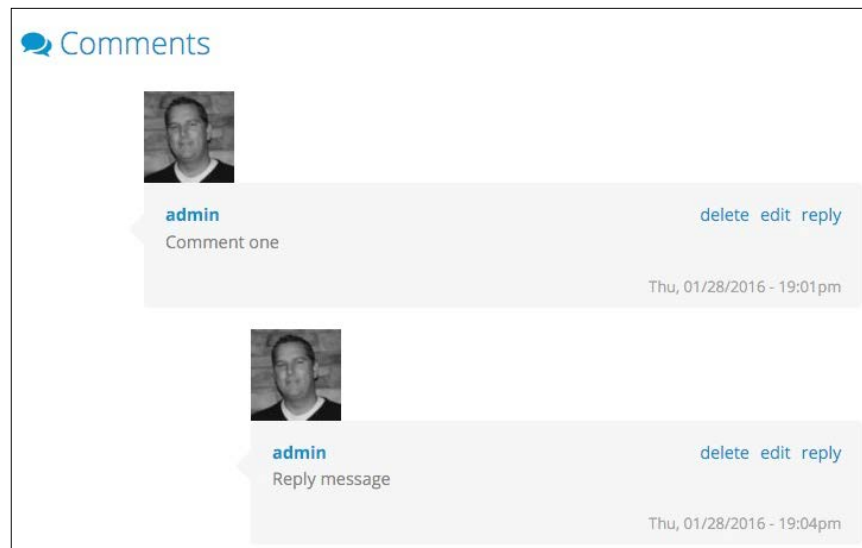 Comments
admin
delete edit reply
Comment one
Thu, 01/28/2016 - 19:01pm
admin
delete edit reply
Reply message
Thu, 01/28/2016 - 19:04pm